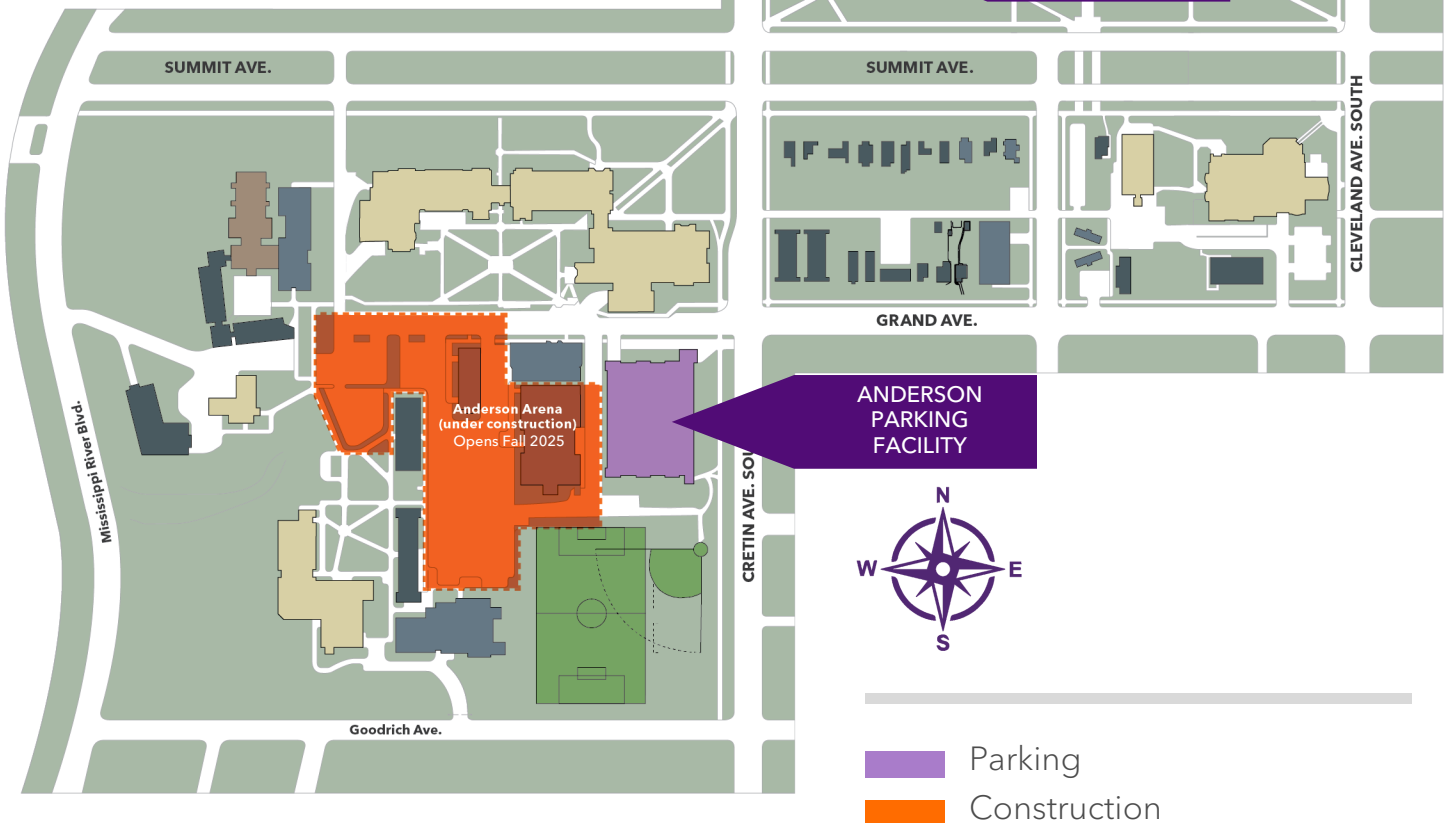 SUMMIT AVE.
SUMMIT AVE.
CLEVELAND AVE. SOUTH
GRAND AVE.
Anderson Arena
(under construction)
Opens Fall 2025
ANDERSON
PARKING
FACILITY
Mississippi River Blvd.
CRETIN AVE. SOU
N
W
E
S
Goodrich Ave.
Parking
Construction